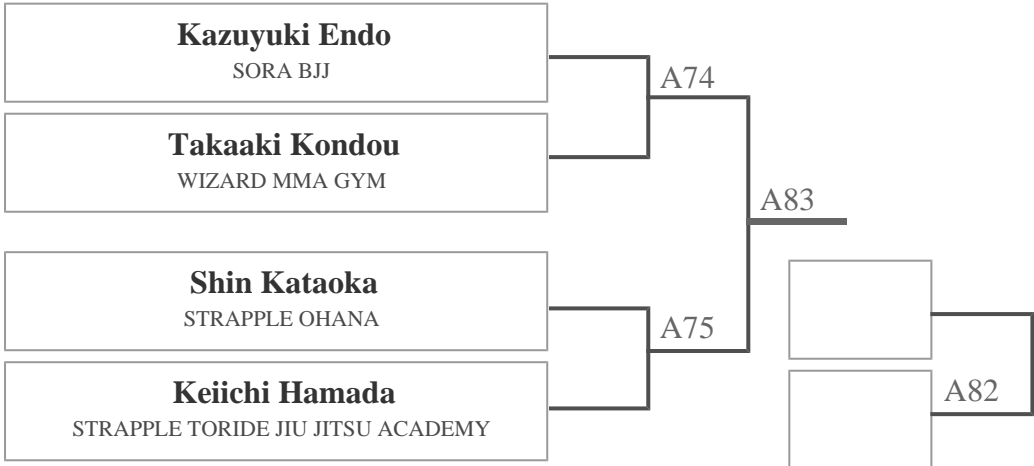 Kazuyuki Endo
SORA BJJ
A74
Takaaki Kondou
WIZARD MMA GYM
A83
Shin Kataoka
STRAPPLE OHANA
A75
Keiichi Hamada
STRAPPLE TORIDE JIU JITSU ACADEMY
A82